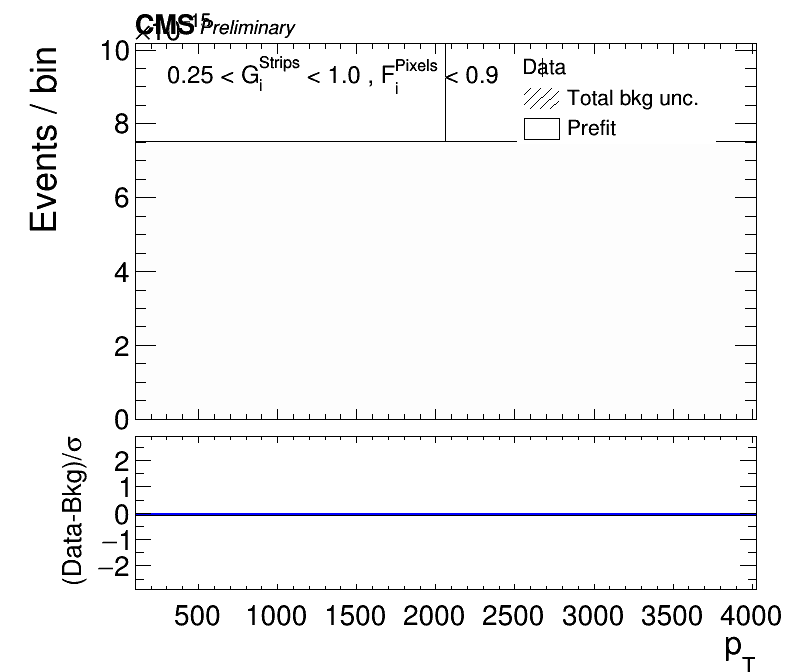 CMS Preliminary
×10⁻¹⁵
10
8
6
4
2
0
Events / bin
0.25 < G_i^Strips < 1.0 , F_i^Pixels < 0.9
Data
Total bkg unc.
Prefit
2
1
0
−1
−2
(Data-Bkg)/σ
500 1000 1500 2000 2500 3000 3500 4000
p_T